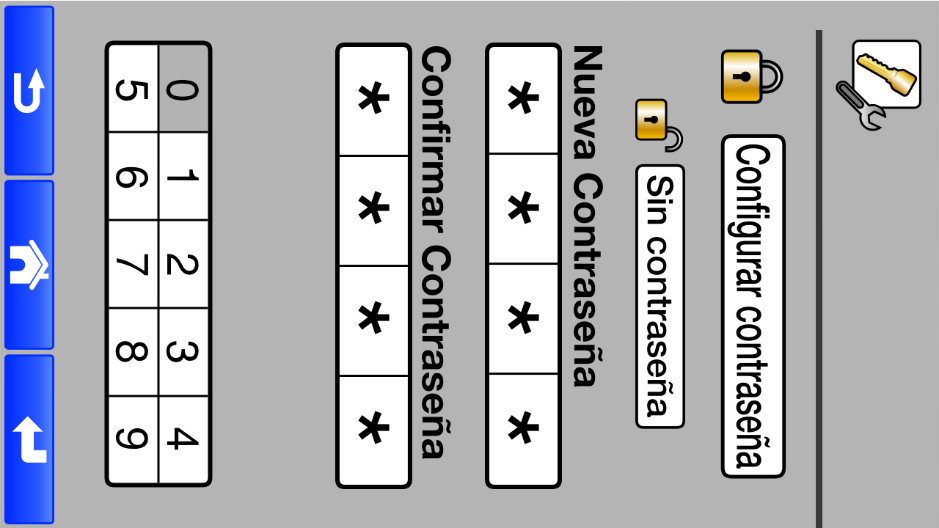 Configurar contraseña
Sin contraseña
Nueva Contraseña
* * * *
Confirmar Contraseña
* * * *
0 1 2 3 4
5 6 7 8 9